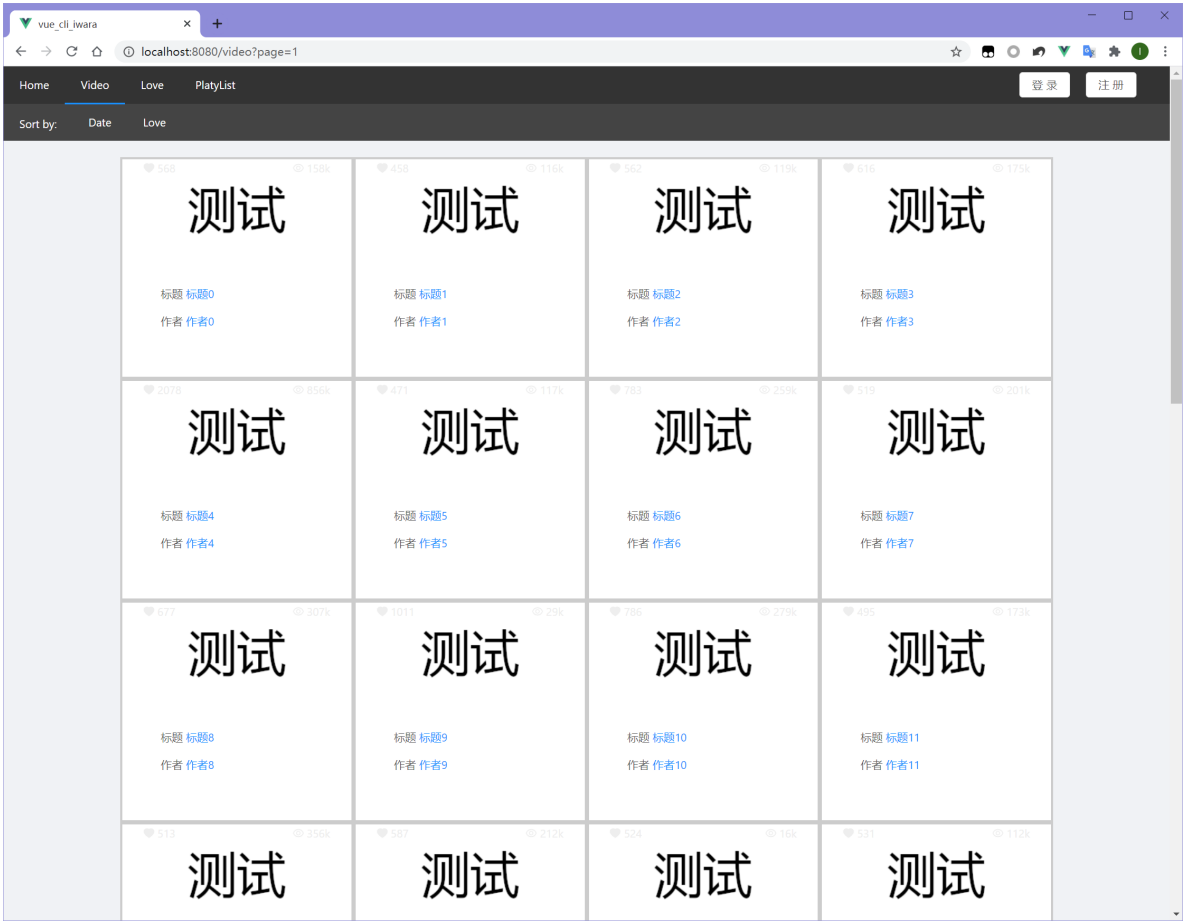 vue_cli_iwara
localhost:8080/video?page=1
I
Home Video Love PlatyList 登 录 注 册
Sort by: Date Love
568 158k 458 116k 562 119k 616 175k
测试 测试 测试 测试
标题 标题0 标题 标题1 标题 标题2 标题 标题3
作者 作者0 作者 作者1 作者 作者2 作者 作者3
2078 856k 471 117k 783 259k 519 201k
测试 测试 测试 测试
标题 标题4 标题 标题5 标题 标题6 标题 标题7
作者 作者4 作者 作者5 作者 作者6 作者 作者7
677 307k 1011 29k 786 279k 495 173k
测试 测试 测试 测试
标题 标题8 标题 标题9 标题 标题10 标题 标题11
作者 作者8 作者 作者9 作者 作者10 作者 作者11
513 356k 587 212k 524 16k 531 112k
测试 测试 测试 测试